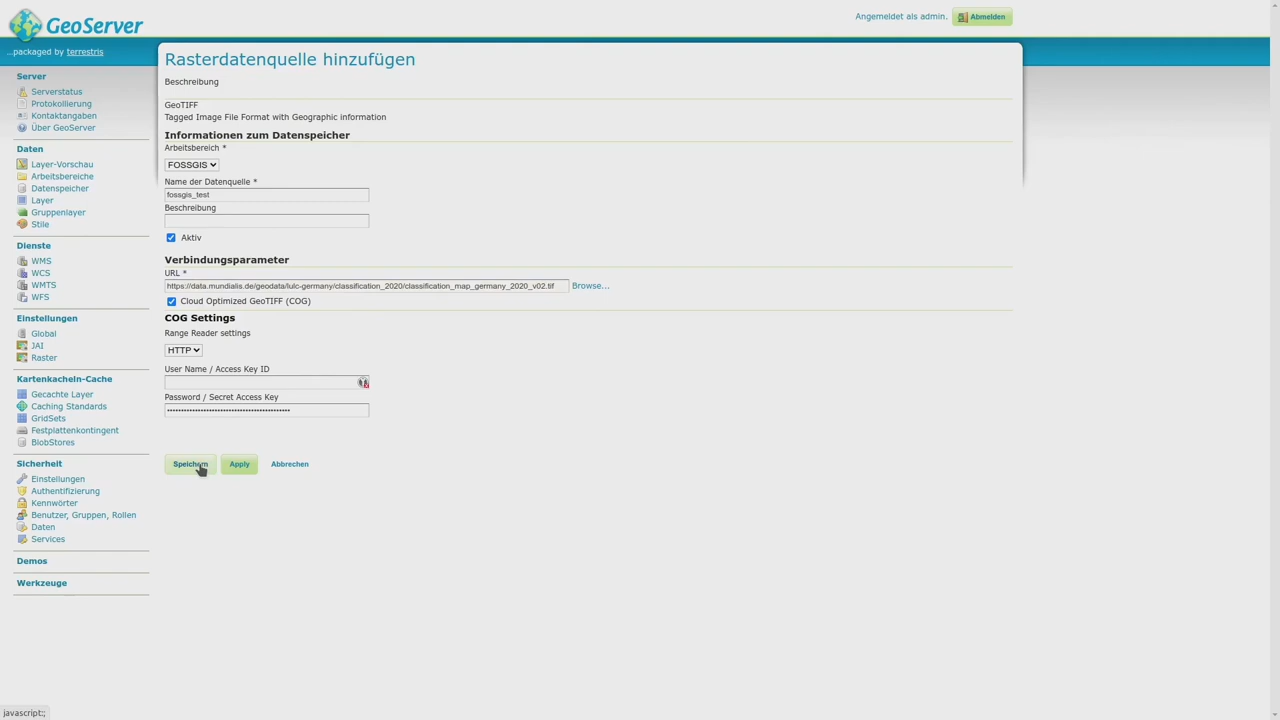 GeoServer
Angemeldet als admin.
Abmelden
...packaged by terrestris
Server
Serverstatus
Protokollierung
Kontaktangaben
Über GeoServer
Daten
Layer-Vorschau
Arbeitsbereiche
Datenspeicher
Layer
Gruppenlayer
Stile
Dienste
WMS
WCS
WMTS
WFS
Einstellungen
Global
JAI
Raster
Kartenkacheln-Cache
Gecachte Layer
Caching Standards
GridSets
Festplattenkontingent
BlobStores
Sicherheit
Einstellungen
Authentifizierung
Kennwörter
Benutzer, Gruppen, Rollen
Daten
Services
Demos
Werkzeuge
Rasterdatenquelle hinzufügen
Beschreibung
GeoTIFF
Tagged Image File Format with Geographic information
Informationen zum Datenspeicher
Arbeitsbereich *
FOSSGIS
Name der Datenquelle *
fossgis_test
Beschreibung
Aktiv
Verbindungsparameter
URL *
https://data.mundialis.de/geodata/lulc-germany/classification_2020/classification_map_germany_2020_v02.tif
Browse...
Cloud Optimized GeoTIFF (COG)
COG Settings
Range Reader settings
HTTP
User Name / Access Key ID
Password / Secret Access Key
Speichern
Apply
Abbrechen
javascript:;